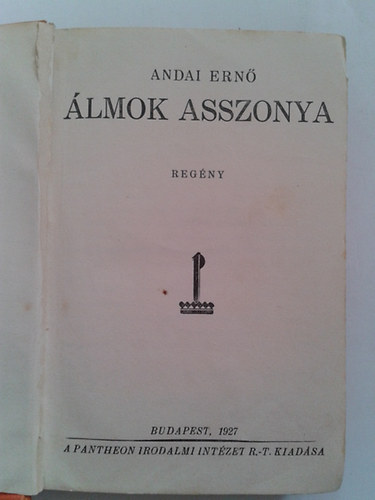 ANDAI ERNŐ
ÁLMOK ASSZONYA
REGÉNY
BUDAPEST, 1927
A PANTHEON IRODALMI INTÉZET R.-T. KIADÁSA